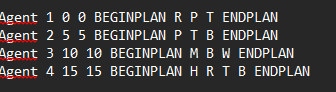 Agent 1 0 0 BEGINPLAN R P T ENDPLAN
Agent 2 5 5 BEGINPLAN P T B ENDPLAN
Agent 3 10 10 BEGINPLAN M B W ENDPLAN
Agent 4 15 15 BEGINPLAN H R T B ENDPLAN